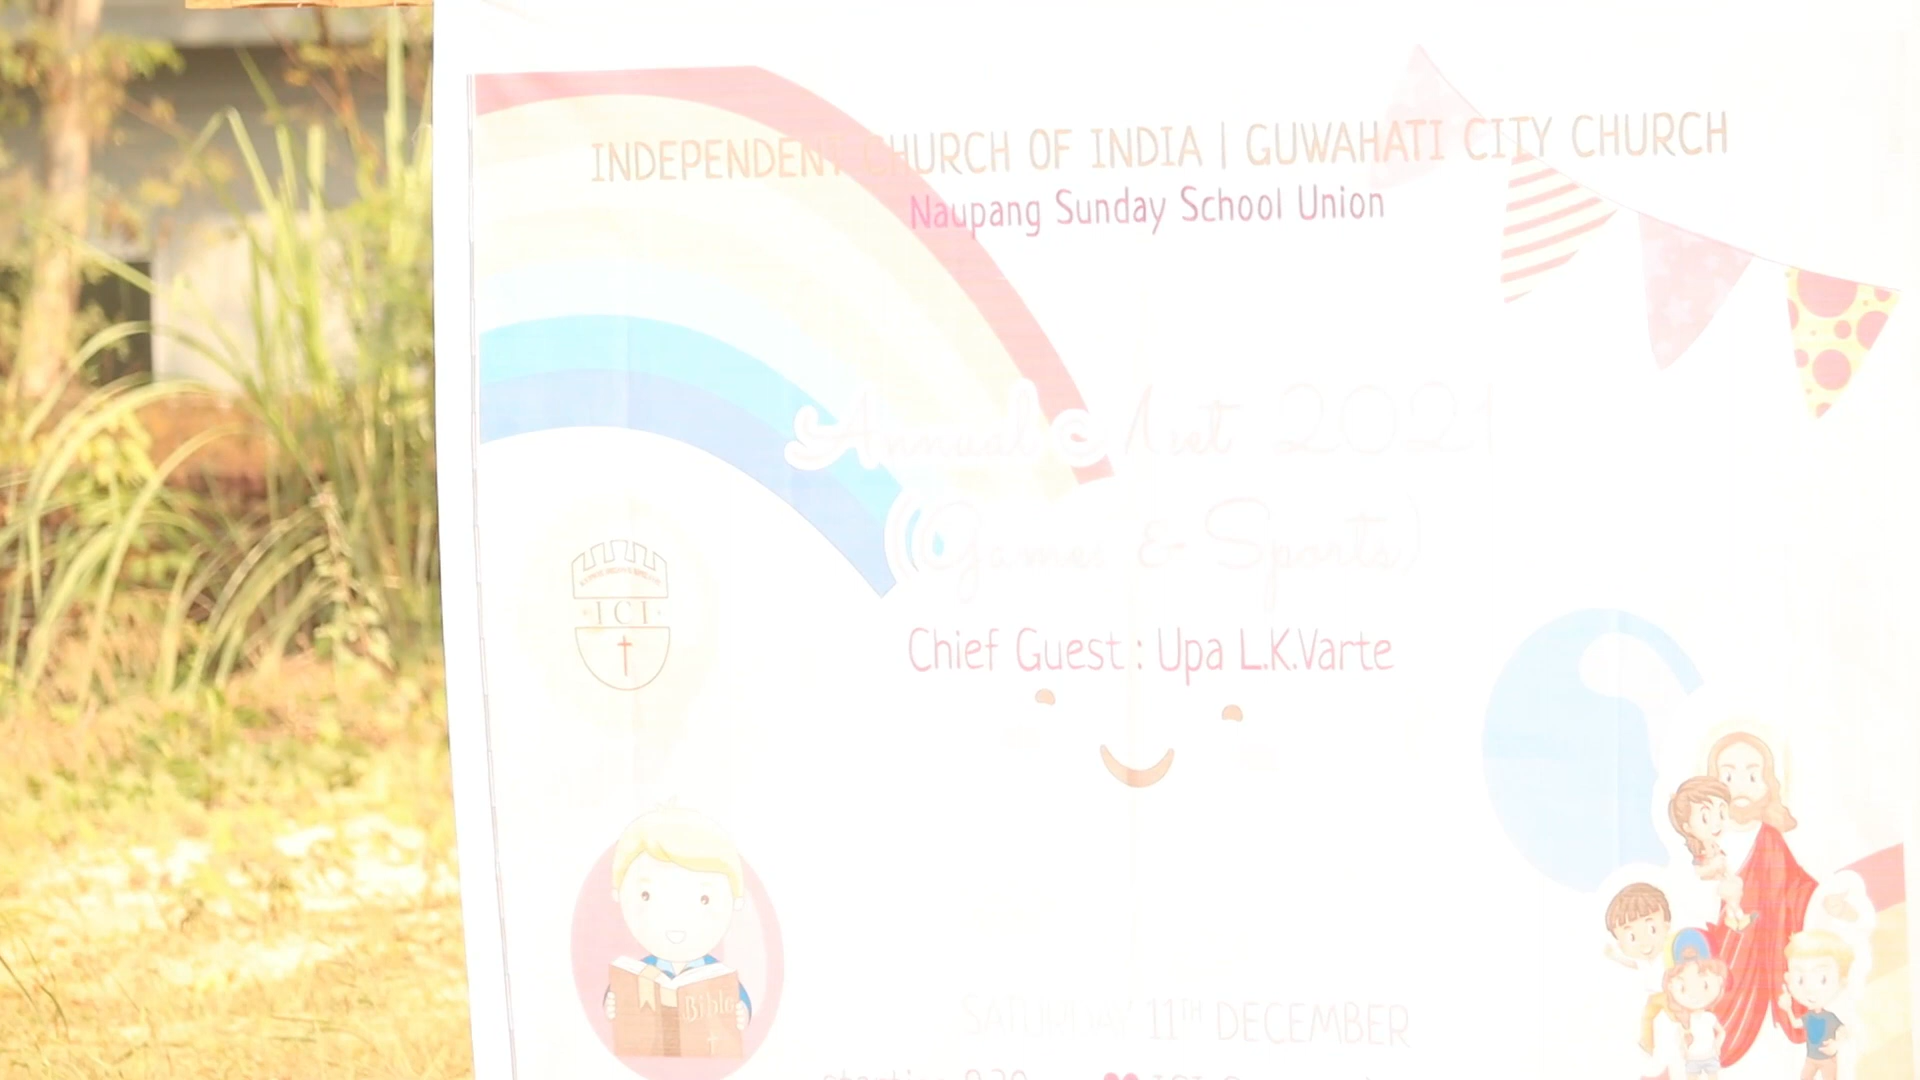 INDEPENDENT CHURCH OF INDIA | GUWAHATI CITY CHURCH
Naupang Sunday School Union
Annual Meet 2021
(Games & Sports)
ICI
Chief Guest : Upa L.K.Varte
Bible
SATURDAY 11TH DECEMBER